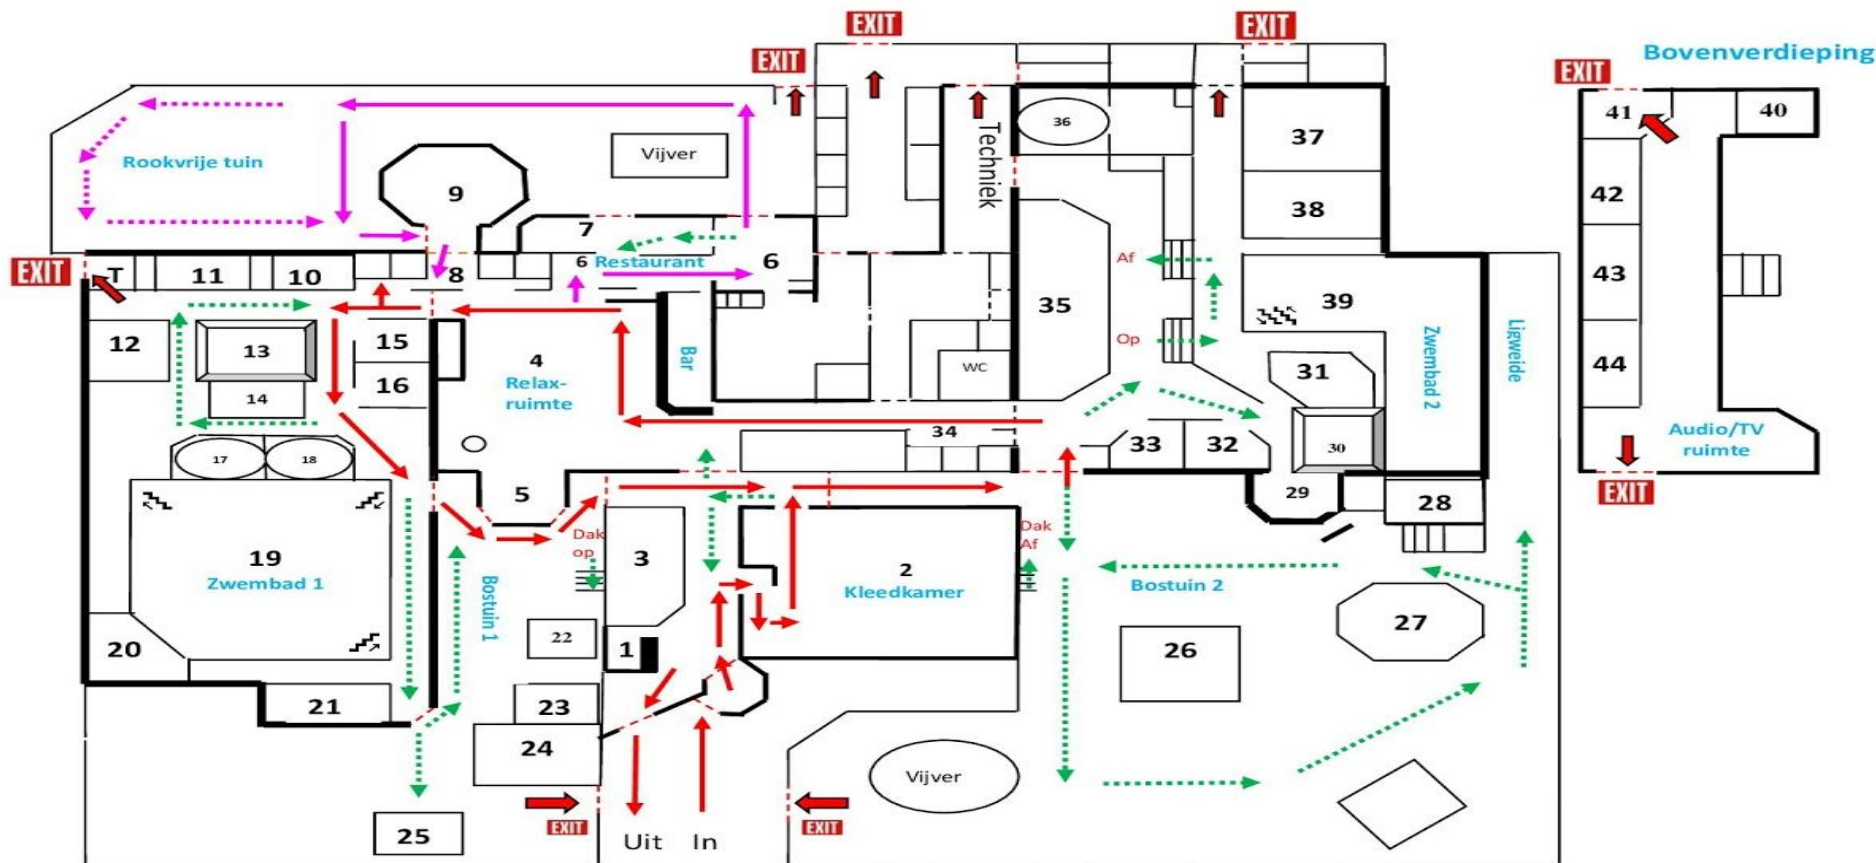 EXIT
EXIT
EXIT
EXIT
Bovenverdieping
Rookvrije tuin
Vijver
Techniek
36
37
41
40
9
38
42
7
6
Restaurant
6
Af
EXIT
T
11
10
8
35
39
43
12
13
15
4
Relax-
ruimte
Bar
WC
Op
31
Zwembad 2
Ligweide
44
14
16
34
33
32
30
Audio/TV
ruimte
17
18
5
29
28
EXIT
19
Zwembad 1
Bostuin 1
Dak
op
3
2
Kleedkamer
Dak
Af
Bostuin 2
27
20
22
1
26
21
23
24
Vijver
25
EXIT
EXIT
Uit
In